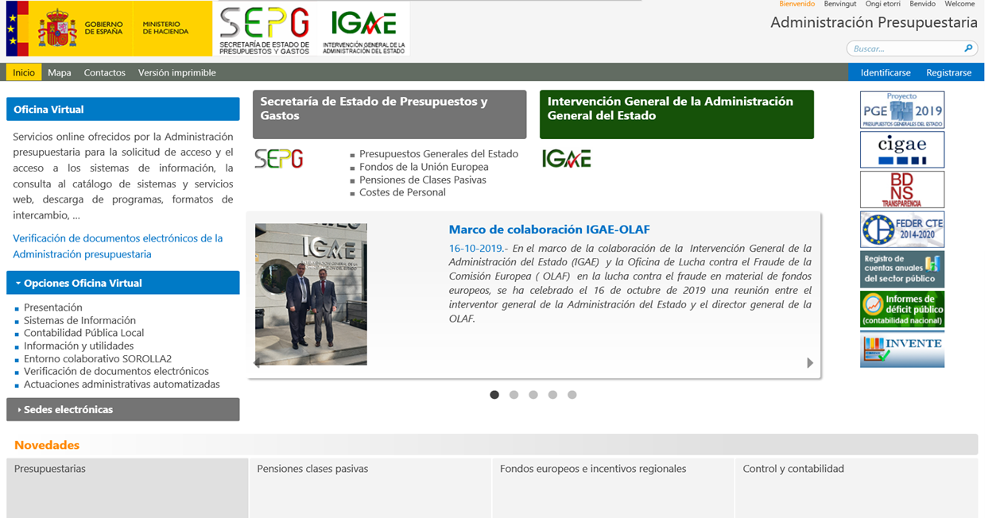 GOBIERNO
DE ESPAÑA
MINISTERIO
DE HACIENDA
SEPG
SECRETARÍA DE ESTADO DE
PRESUPUESTOS Y GASTOS
IGAE
INTERVENCIÓN GENERAL DE LA
ADMINISTRACIÓN DEL ESTADO
Bienvenido Benvingut Ongi etorri Benvido Welcome
Administración Presupuestaria
Buscar...
Inicio Mapa Contactos Versión imprimible Identificarse Registrarse
Oficina Virtual
Servicios online ofrecidos por la Administración
presupuestaria para la solicitud de acceso y el
acceso a los sistemas de información, la
consulta al catálogo de sistemas y servicios
web, descarga de programas, formatos de
intercambio, ...
Verificación de documentos electrónicos de la
Administración presupuestaria
Opciones Oficina Virtual
Presentación
Sistemas de Información
Contabilidad Pública Local
Información y utilidades
Entorno colaborativo SOROLLA2
Verificación de documentos electrónicos
Actuaciones administrativas automatizadas
Sedes electrónicas
Secretaría de Estado de Presupuestos y
Gastos
SEPG
Presupuestos Generales del Estado
Fondos de la Unión Europea
Pensiones de Clases Pasivas
Costes de Personal
Intervención General de la Administración
General del Estado
IGAE
IGAE
Marco de colaboración IGAE-OLAF
16-10-2019.- En el marco de la colaboración de la Intervención General de la
Administración del Estado (IGAE) y la Oficina de Lucha contra el Fraude de la
Comisión Europea ( OLAF) en la lucha contra el fraude en material de fondos
europeos, se ha celebrado el 16 de octubre de 2019 una reunión entre el
interventor general de la Administración del Estado y el director general de la
OLAF.
Proyecto
PGE 2019
PRESUPUESTOS GENERALES DEL ESTADO
cigae
BD
NS
TRANSPARENCIA
FEDER CTE
2014-2020
Registro de
cuentas anuales
del sector público
Informes de
déficit público
(contabilidad nacional)
INVENTE
Novedades
Presupuestarias Pensiones clases pasivas Fondos europeos e incentivos regionales Control y contabilidad